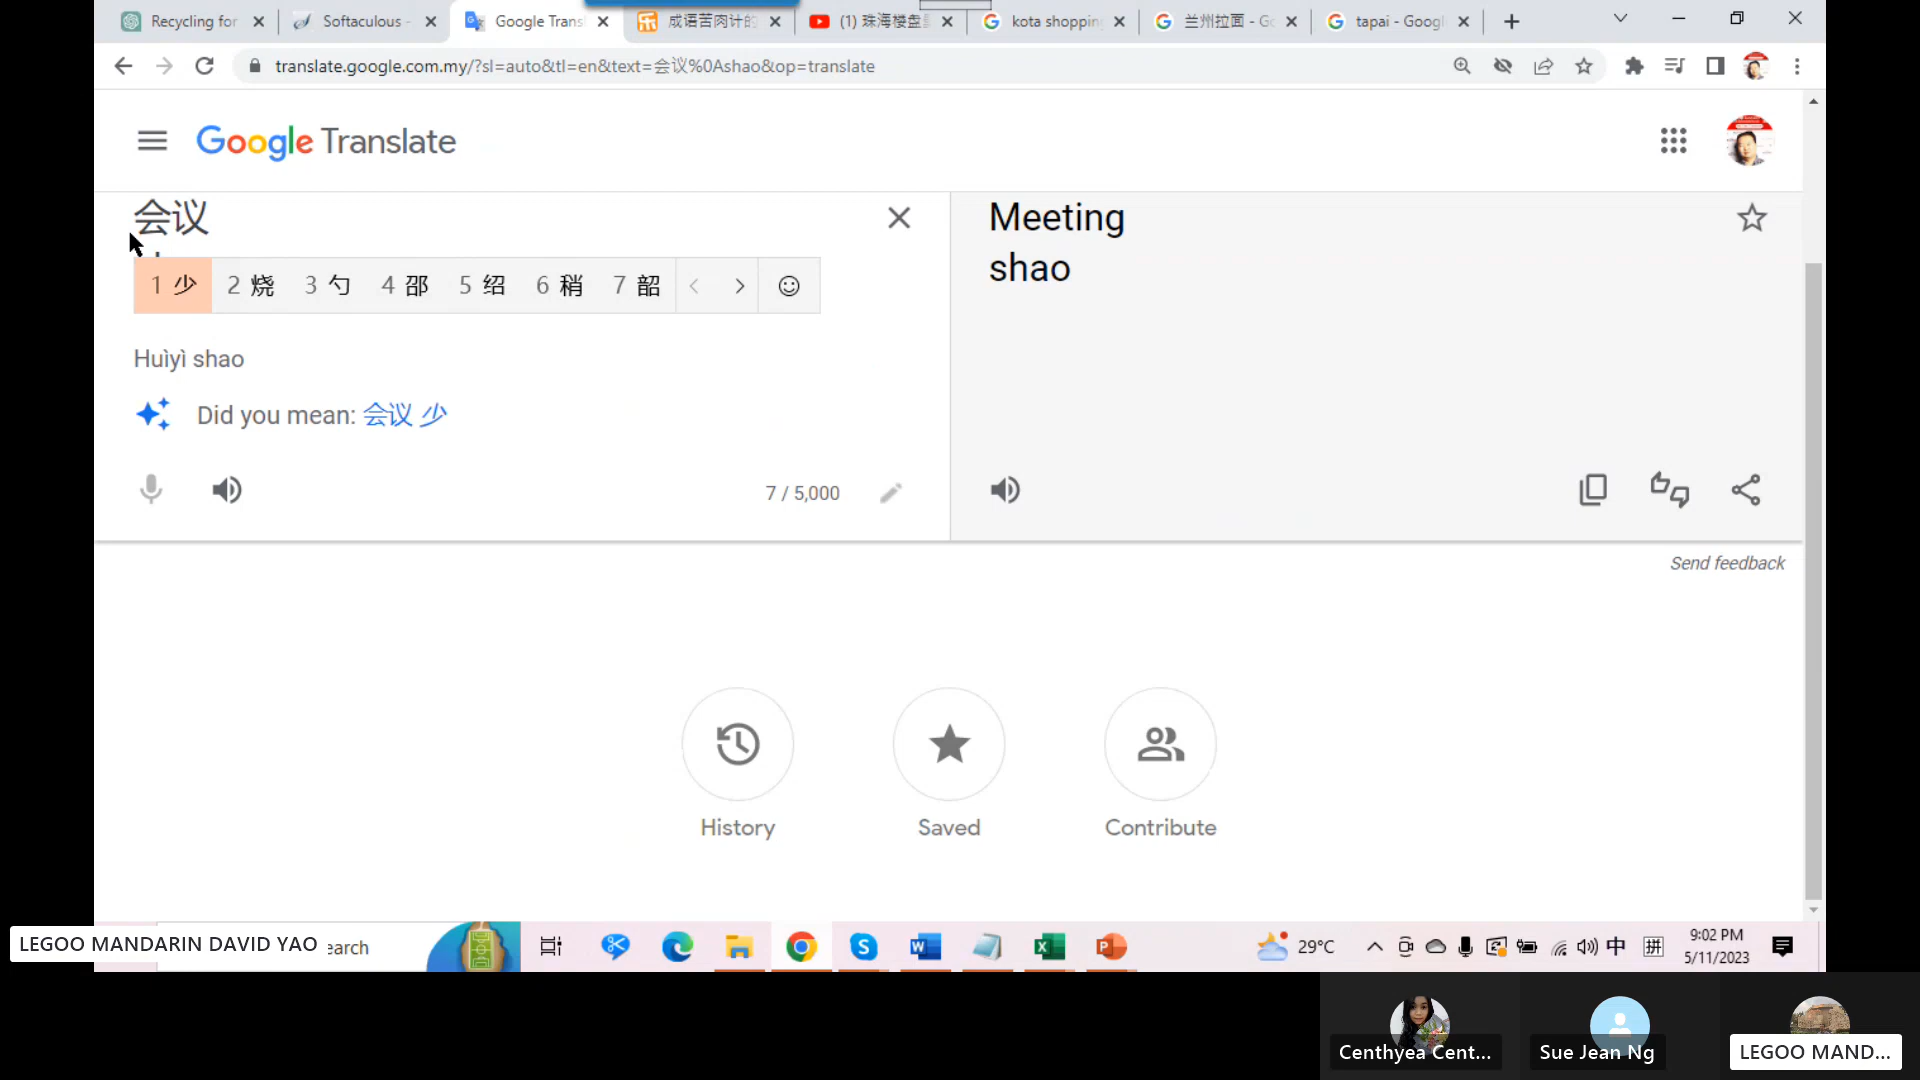 Recycling for
Softaculous -
Google Trans
成语苦肉计的
(1) 珠海楼盘
kota shoppin
兰州拉面 - Go
tapai - Googl
translate.google.com.my/?sl=auto&tl=en&text=会议%0Ashao&op=translate
Google Translate
会议
Meeting
shao
1 少 2 烧 3 勺 4 邵 5 绍 6 稍 7 韶
Huìyì shao
Did you mean: 会议 少
7 / 5,000
Send feedback
History
Saved
Contribute
LEGOO MANDARIN DAVID YAO
earch
29°C
中
拼
9:02 PM
5/11/2023
Centhyea Cent...
Sue Jean Ng
LEGOO MAND...